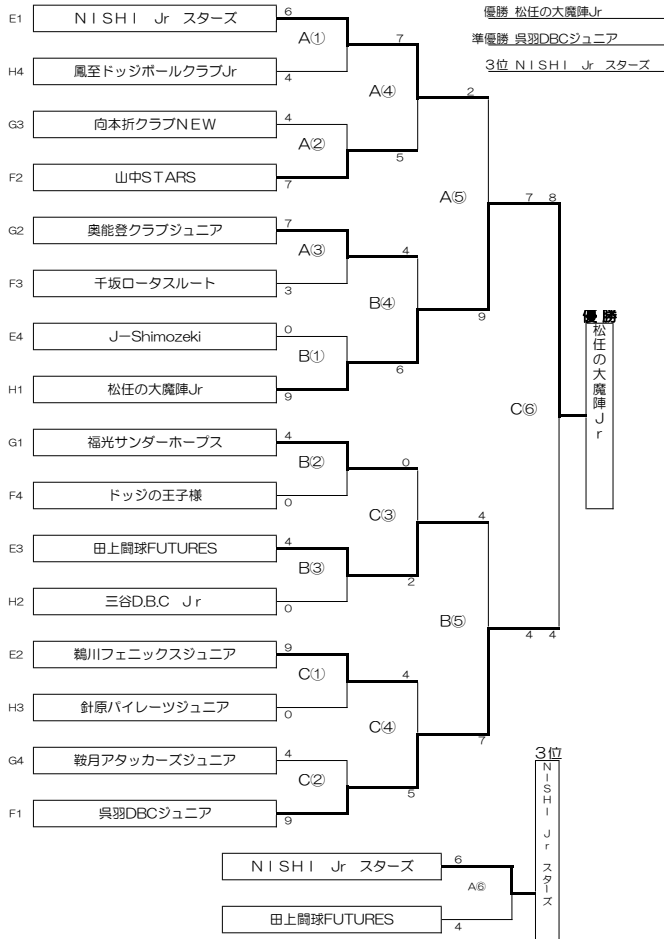 優勝 松任の大魔陣Jr
準優勝 呉羽DBCジュニア
3位 NISHI Jr スターズ
E1 NISHI Jr スターズ 6
A①
H4 鳳至ドッジボールクラブJr 4
7
A④
5
G3 向本折クラブNEW 4
A②
F2 山中STARS 7
2
A⑤
9
G2 奥能登クラブジュニア 7
A③
F3 千坂ロータスルート 3
4
B④
6
E4 J-Shimozeki 0
B①
H1 松任の大魔陣Jr 9
7 8
C⑥
4 4
優勝
松任の大魔陣Jr
G1 福光サンダーホープス 4
B②
F4 ドッジの王子様 0
0
C③
2
E3 田上闘球FUTURES 4
B③
H2 三谷D.B.C Jr 0
4
B⑤
7
E2 鵜川フェニックスジュニア 9
C①
H3 針原パイレーツジュニア 0
4
C④
5
G4 鞍月アタッカーズジュニア 4
C②
F1 呉羽DBCジュニア 9
3位
NISHI Jr スターズ
NISHI Jr スターズ 6
A⑥
田上闘球FUTURES 4